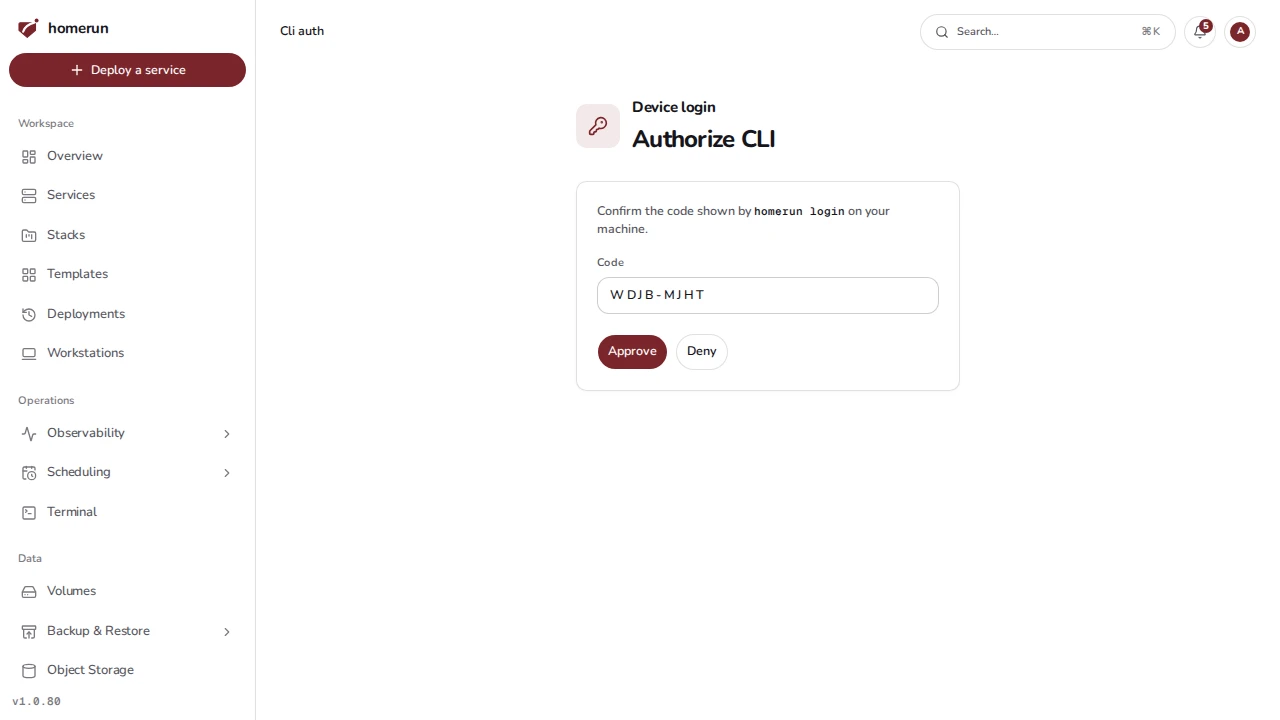 homerun
Deploy a service
Workspace
Overview
Services
Stacks
Templates
Deployments
Workstations
Operations
Observability
Scheduling
Terminal
Data
Volumes
Backup & Restore
Object Storage
v1.0.80
Cli auth
Search...
⌘K
5
A
Device login
Authorize CLI
Confirm the code shown by homerun login on your
machine.
Code
WDJB-MJHT
Approve
Deny